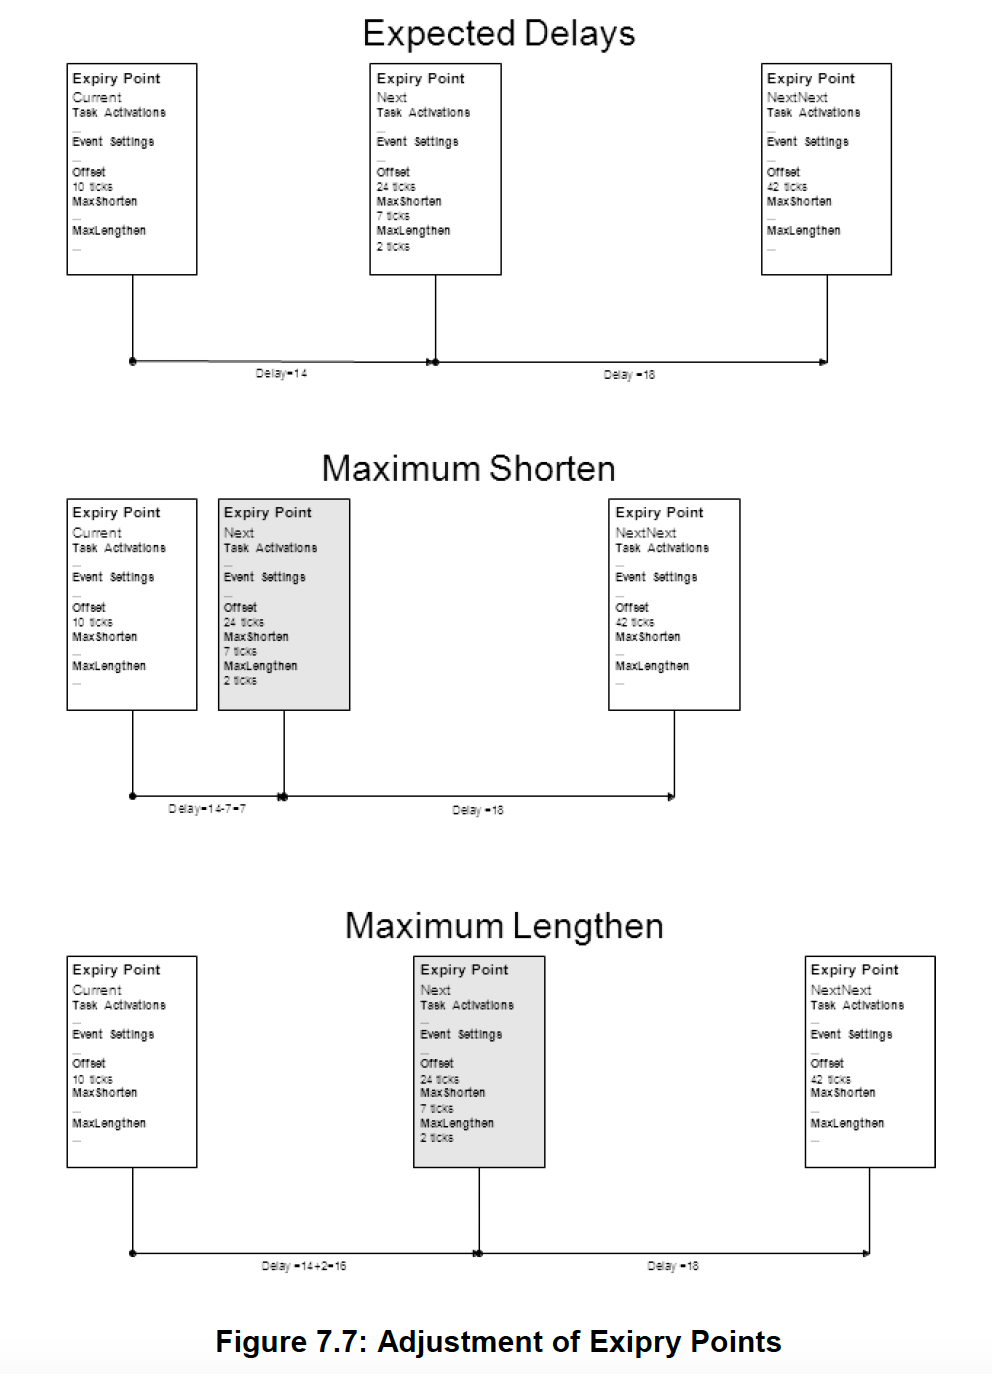 Expected Delays
Expiry Point
Current
Task Activations
...
Event Settings
...
Offset
10 ticks
MaxShorten
...
MaxLengthen
...
Expiry Point
Next
Task Activations
...
Event Settings
...
Offset
24 ticks
MaxShorten
7 ticks
MaxLengthen
2 ticks
Expiry Point
NextNext
Task Activations
...
Event Settings
...
Offset
42 ticks
MaxShorten
...
MaxLengthen
...
Delay=14
Delay =18
Maximum Shorten
Expiry Point
Current
Task Activations
...
Event Settings
...
Offset
10 ticks
MaxShorten
...
MaxLengthen
...
Expiry Point
Next
Task Activations
...
Event Settings
...
Offset
24 ticks
MaxShorten
7 ticks
MaxLengthen
2 ticks
Expiry Point
NextNext
Task Activations
...
Event Settings
...
Offset
42 ticks
MaxShorten
...
MaxLengthen
...
Delay=14-7=7
Delay =18
Maximum Lengthen
Expiry Point
Current
Task Activations
...
Event Settings
...
Offset
10 ticks
MaxShorten
...
MaxLengthen
...
Expiry Point
Next
Task Activations
...
Event Settings
...
Offset
24 ticks
MaxShorten
7 ticks
MaxLengthen
2 ticks
Expiry Point
NextNext
Task Activations
...
Event Settings
...
Offset
42 ticks
MaxShorten
...
MaxLengthen
...
Delay =14+2=16
Delay =18
Figure 7.7: Adjustment of Exipry Points